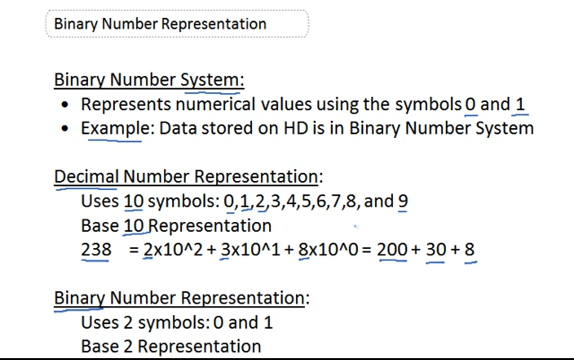 Binary Number Representation
Binary Number System:
• Represents numerical values using the symbols 0 and 1
• Example: Data stored on HD is in Binary Number System
Decimal Number Representation:
Uses 10 symbols: 0,1,2,3,4,5,6,7,8, and 9
Base 10 Representation
238 = 2x10^2 + 3x10^1 + 8x10^0 = 200 + 30 + 8
Binary Number Representation:
Uses 2 symbols: 0 and 1
Base 2 Representation